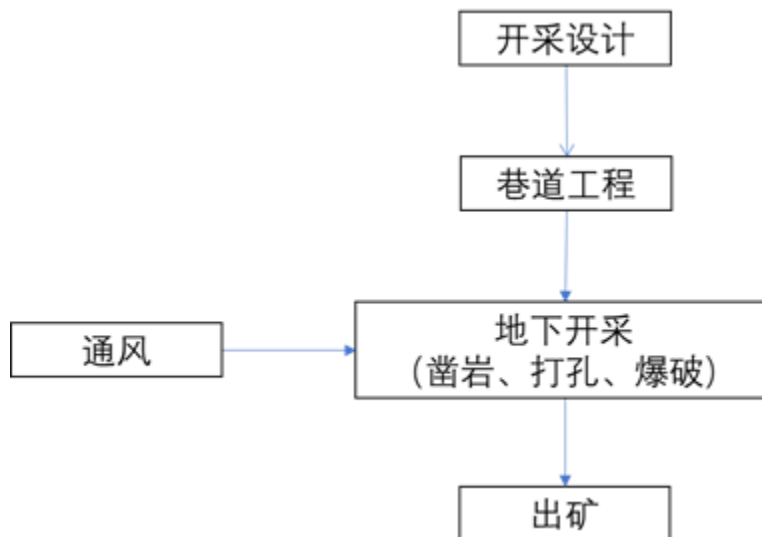 开采设计
巷道工程
通风
地下开采
（凿岩、打孔、爆破）
出矿